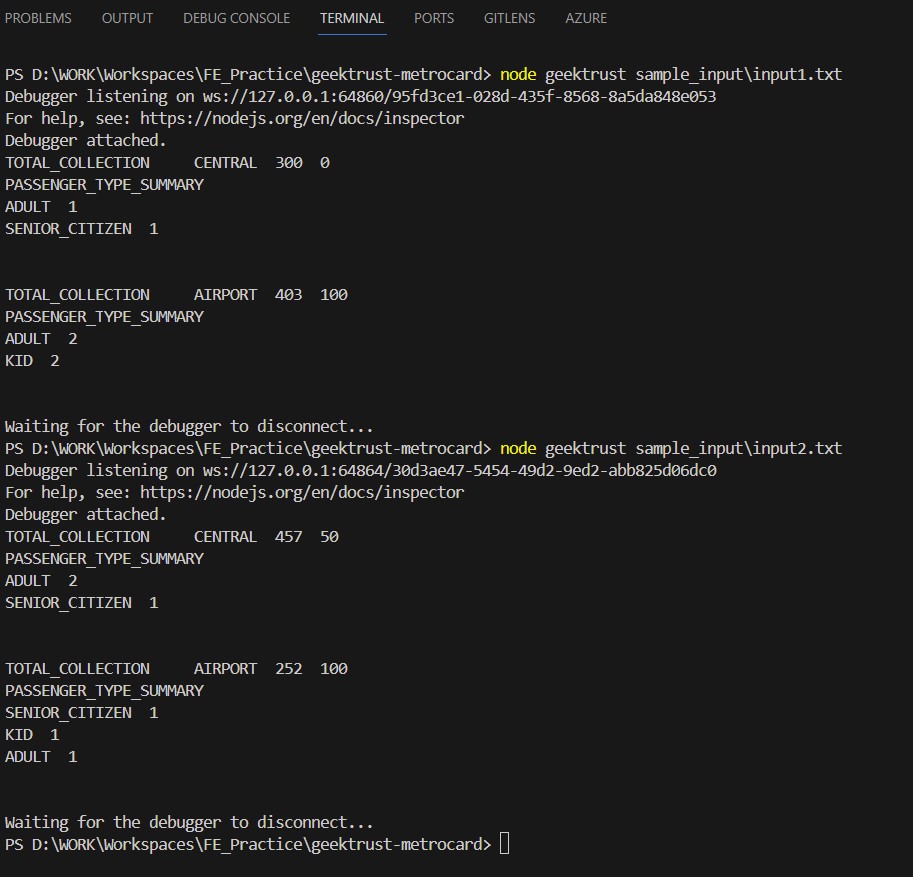 PROBLEMS OUTPUT DEBUG CONSOLE TERMINAL PORTS GITLENS AZURE
PS D:\WORK\Workspaces\FE_Practice\geektrust-metrocard> node geektrust sample_input\input1.txt
Debugger listening on ws://127.0.0.1:64860/95fd3ce1-028d-435f-8568-8a5da848e053
For help, see: https://nodejs.org/en/docs/inspector
Debugger attached.
TOTAL_COLLECTION     CENTRAL  300  0
PASSENGER_TYPE_SUMMARY
ADULT  1
SENIOR_CITIZEN  1
TOTAL_COLLECTION     AIRPORT  403  100
PASSENGER_TYPE_SUMMARY
ADULT  2
KID  2
Waiting for the debugger to disconnect...
PS D:\WORK\Workspaces\FE_Practice\geektrust-metrocard> node geektrust sample_input\input2.txt
Debugger listening on ws://127.0.0.1:64864/30d3ae47-5454-49d2-9ed2-abb825d06dc0
For help, see: https://nodejs.org/en/docs/inspector
Debugger attached.
TOTAL_COLLECTION     CENTRAL  457  50
PASSENGER_TYPE_SUMMARY
ADULT  2
SENIOR_CITIZEN  1
TOTAL_COLLECTION     AIRPORT  252  100
PASSENGER_TYPE_SUMMARY
SENIOR_CITIZEN  1
KID  1
ADULT  1
Waiting for the debugger to disconnect...
PS D:\WORK\Workspaces\FE_Practice\geektrust-metrocard>